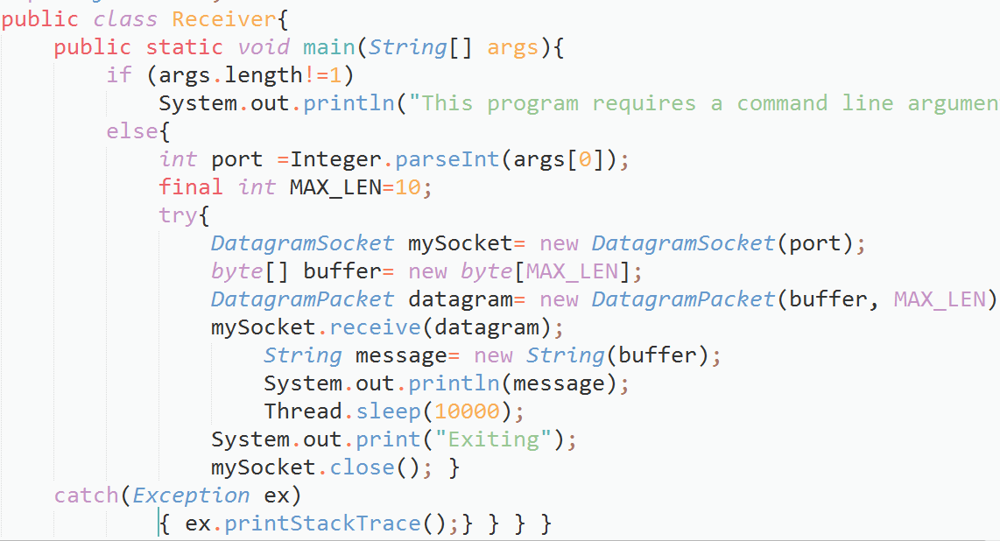 public class Receiver{
public static void main(String[] args){
if (args.length!=1)
System.out.println("This program requires a command line argumen
else{
int port =Integer.parseInt(args[0]);
final int MAX_LEN=10;
try{
DatagramSocket mySocket= new DatagramSocket(port);
byte[] buffer= new byte[MAX_LEN];
DatagramPacket datagram= new DatagramPacket(buffer, MAX_LEN)
mySocket.receive(datagram);
String message= new String(buffer);
System.out.println(message);
Thread.sleep(10000);
System.out.print("Exiting");
mySocket.close(); }
catch(Exception ex)
{ ex.printStackTrace();} } } }